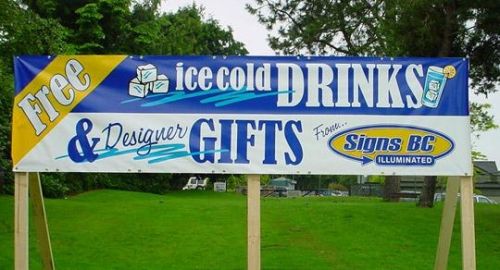 Free
ice cold DRINKS
& Designer GIFTS
From...
Signs BC
ILLUMINATED